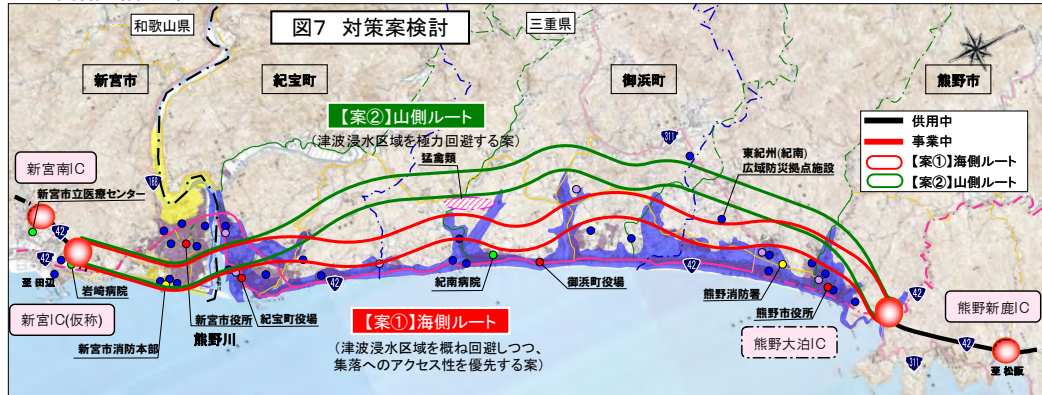 和歌山県
図7 対策案検討
三重県
新宮市
紀宝町
御浜町
熊野市
供用中
事業中
【案①】海側ルート
【案②】山側ルート
【案②】山側ルート
(津波浸水区域を極力回避する案)
猛禽類
311
東紀州(紀南)
広域防災拠点施設
168
新宮南IC
新宮市立医療センター
42
42
至 田辺
岩崎病院
新宮IC(仮称)
新宮市消防本部
新宮市役所
熊野川
紀宝町役場
42
紀南病院
御浜町役場
42
熊野消防署
熊野市役所
熊野大泊IC
42
熊野新鹿IC
42
至 松阪
311
【案①】海側ルート
(津波浸水区域を概ね回避しつつ、
集落へのアクセス性を優先する案)